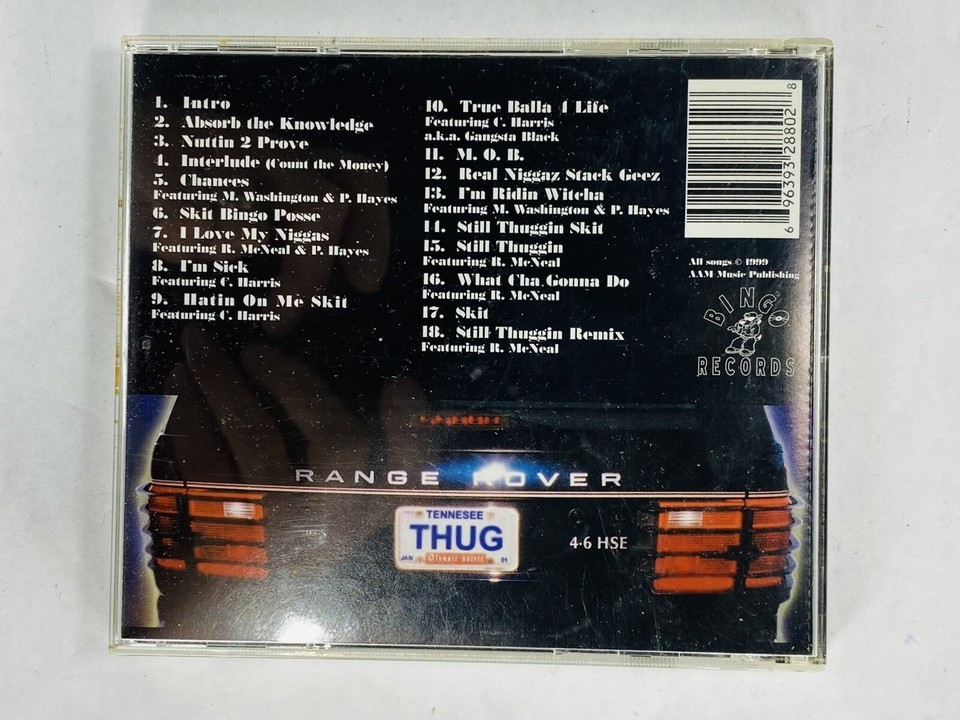 1. Intro
2. Absorb the Knowledge
3. Nuttin 2 Prove
4. Interlude (Count the Money)
5. Chances
Featuring M. Washington & P. Hayes
6. Skit Bingo Posse
7. I Love My Niggas
Featuring R. McNeal & P. Hayes
8. I'm Sick
Featuring C. Harris
9. Hatin On Me Skit
Featuring C. Harris
10. True Balla 4 Life
Featuring C. Harris
a.k.a. Gangsta Black
11. M. O. B.
12. Real Niggaz Stack Geez
13. I'm Ridin Witcha
Featuring M. Washington & P. Hayes
14. Still Thuggin Skit
15. Still Thuggin
Featuring R. McNeal
16. What Cha Gonna Do
Featuring R. McNeal
17. Skit
18. Still Thuggin Remix
Featuring R. McNeal
6 96393 28802 8
All songs © 1999
AAM Music Publishing
BINGO
RECORDS
RANGE ROVER
TENNESEE
THUG
JAN 01
4·6 HSE